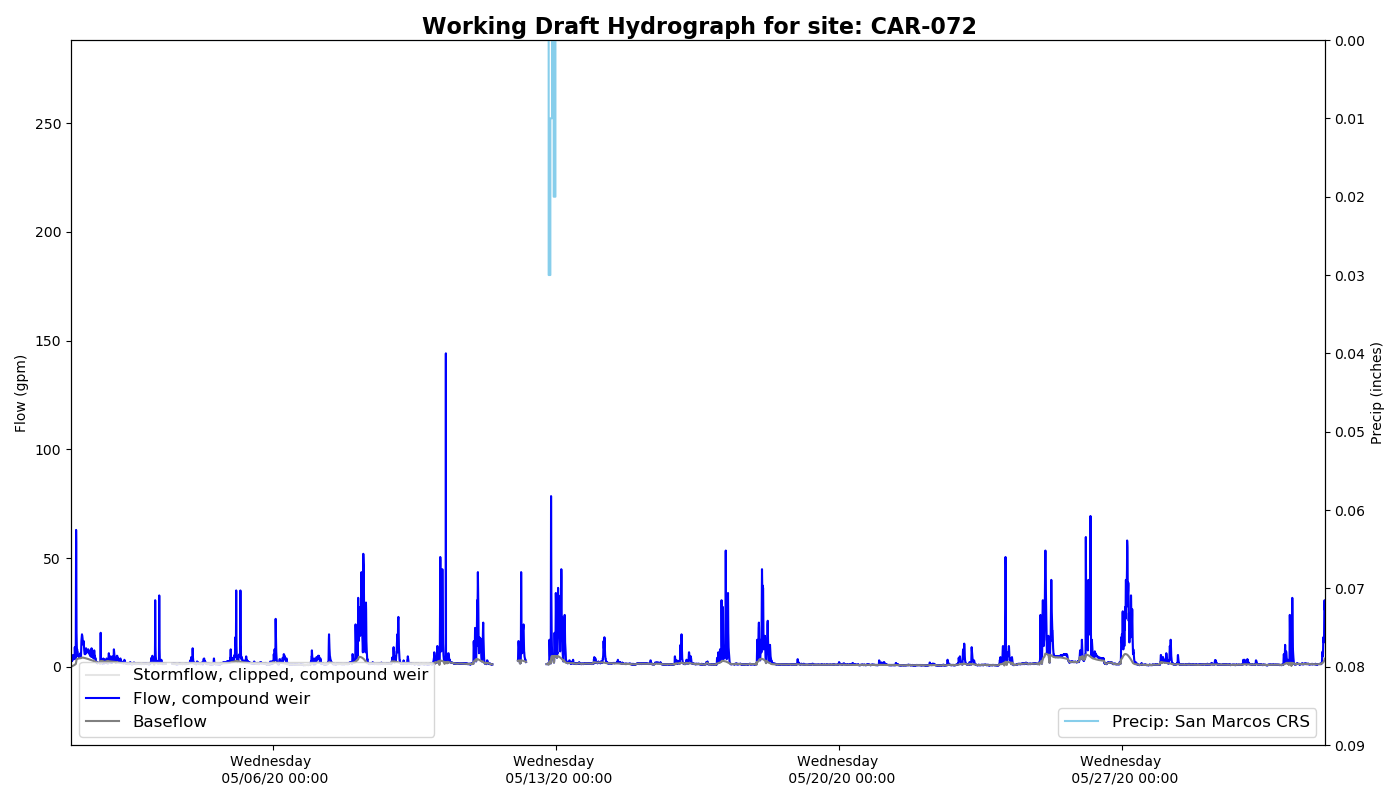 Working Draft Hydrograph for site: CAR-072
Flow (gpm)
250
200
150
100
50
0
0.00
0.01
0.02
0.03
0.04
0.05
0.06
0.07
0.08
0.09
Precip (inches)
Stormflow, clipped, compound weir
Flow, compound weir
Baseflow
Precip: San Marcos CRS
Wednesday
05/06/20 00:00
Wednesday
05/13/20 00:00
Wednesday
05/20/20 00:00
Wednesday
05/27/20 00:00